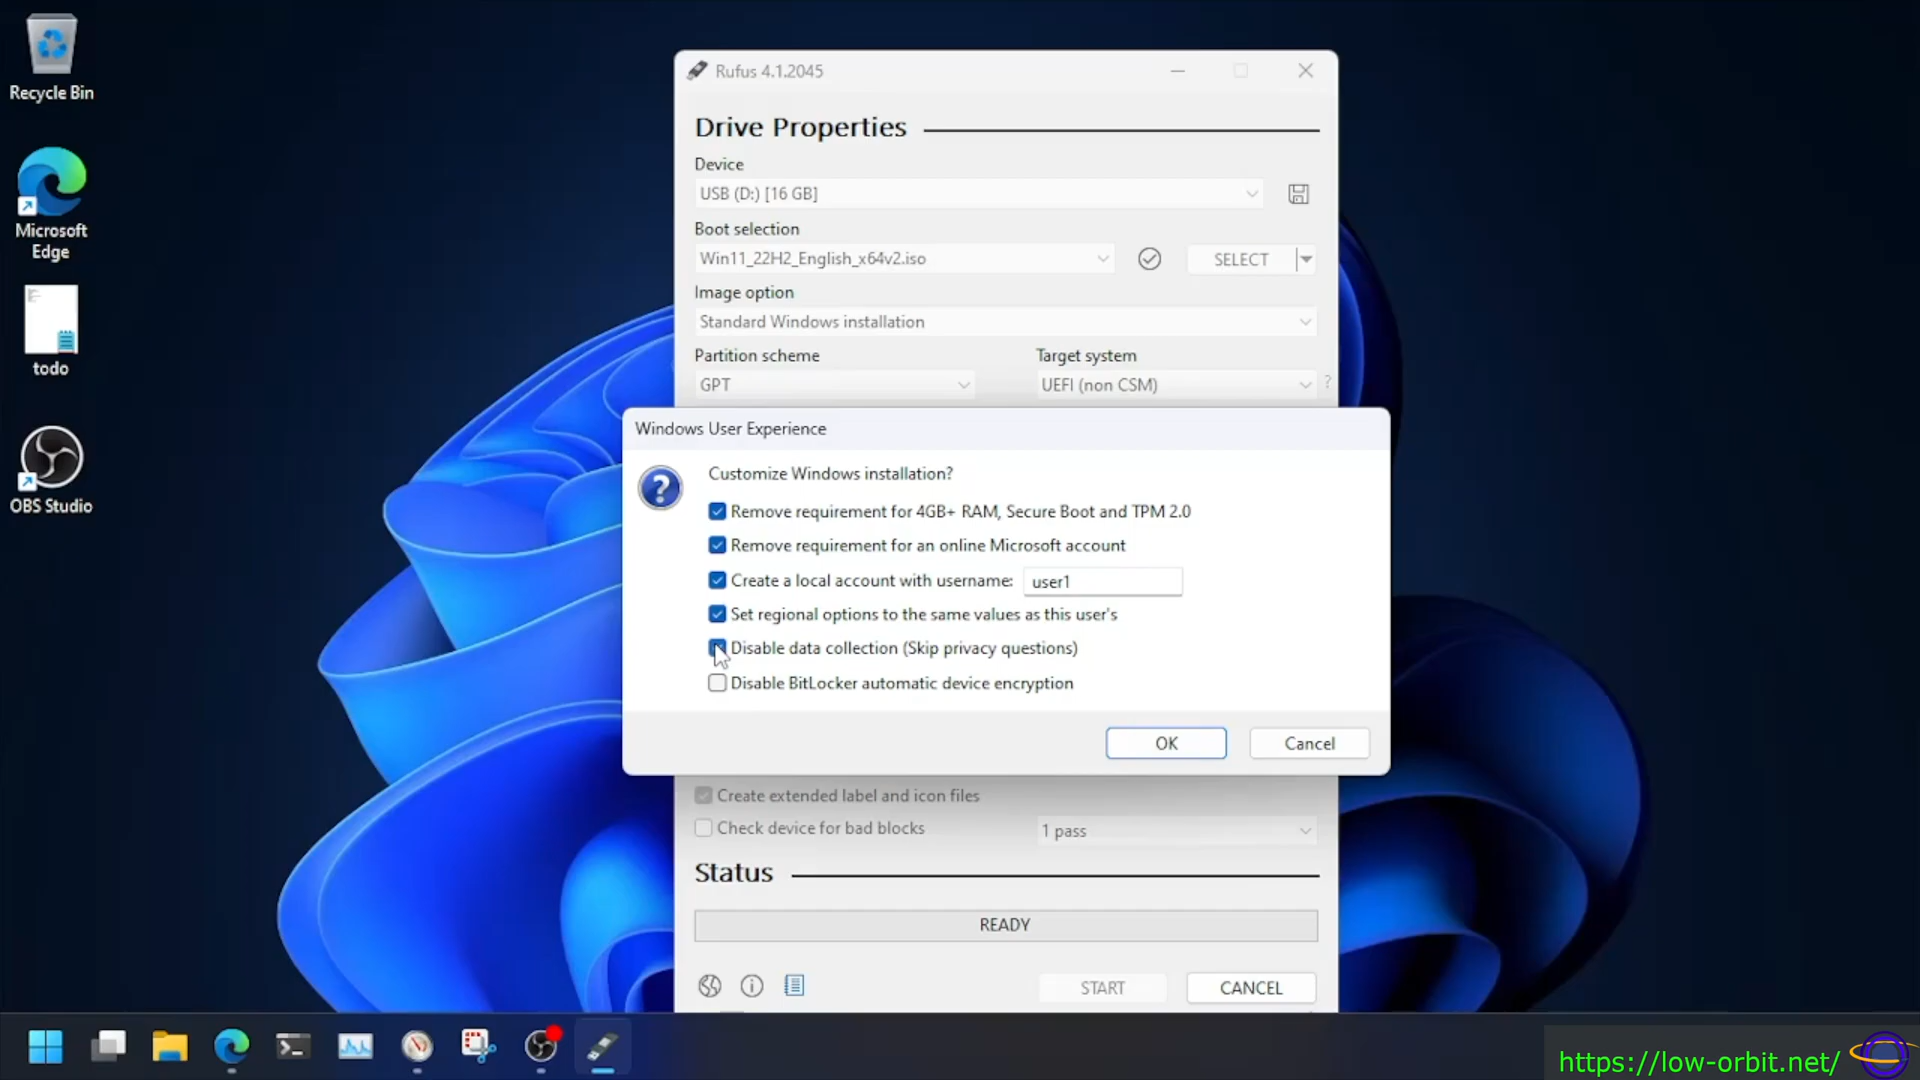 Recycle Bin
Microsoft
Edge
todo
OBS Studio
Rufus 4.1.2045
Drive Properties
Device
USB (D:) [16 GB]
Boot selection
Win11_22H2_English_x64v2.iso
SELECT
Image option
Standard Windows installation
Partition scheme
Target system
GPT
UEFI (non CSM)
?
Windows User Experience
Customize Windows installation?
Remove requirement for 4GB+ RAM, Secure Boot and TPM 2.0
Remove requirement for an online Microsoft account
Create a local account with username: user1
Set regional options to the same values as this user's
Disable data collection (Skip privacy questions)
Disable BitLocker automatic device encryption
OK
Cancel
Create extended label and icon files
Check device for bad blocks
1 pass
Status
READY
START
CANCEL
https://low-orbit.net/